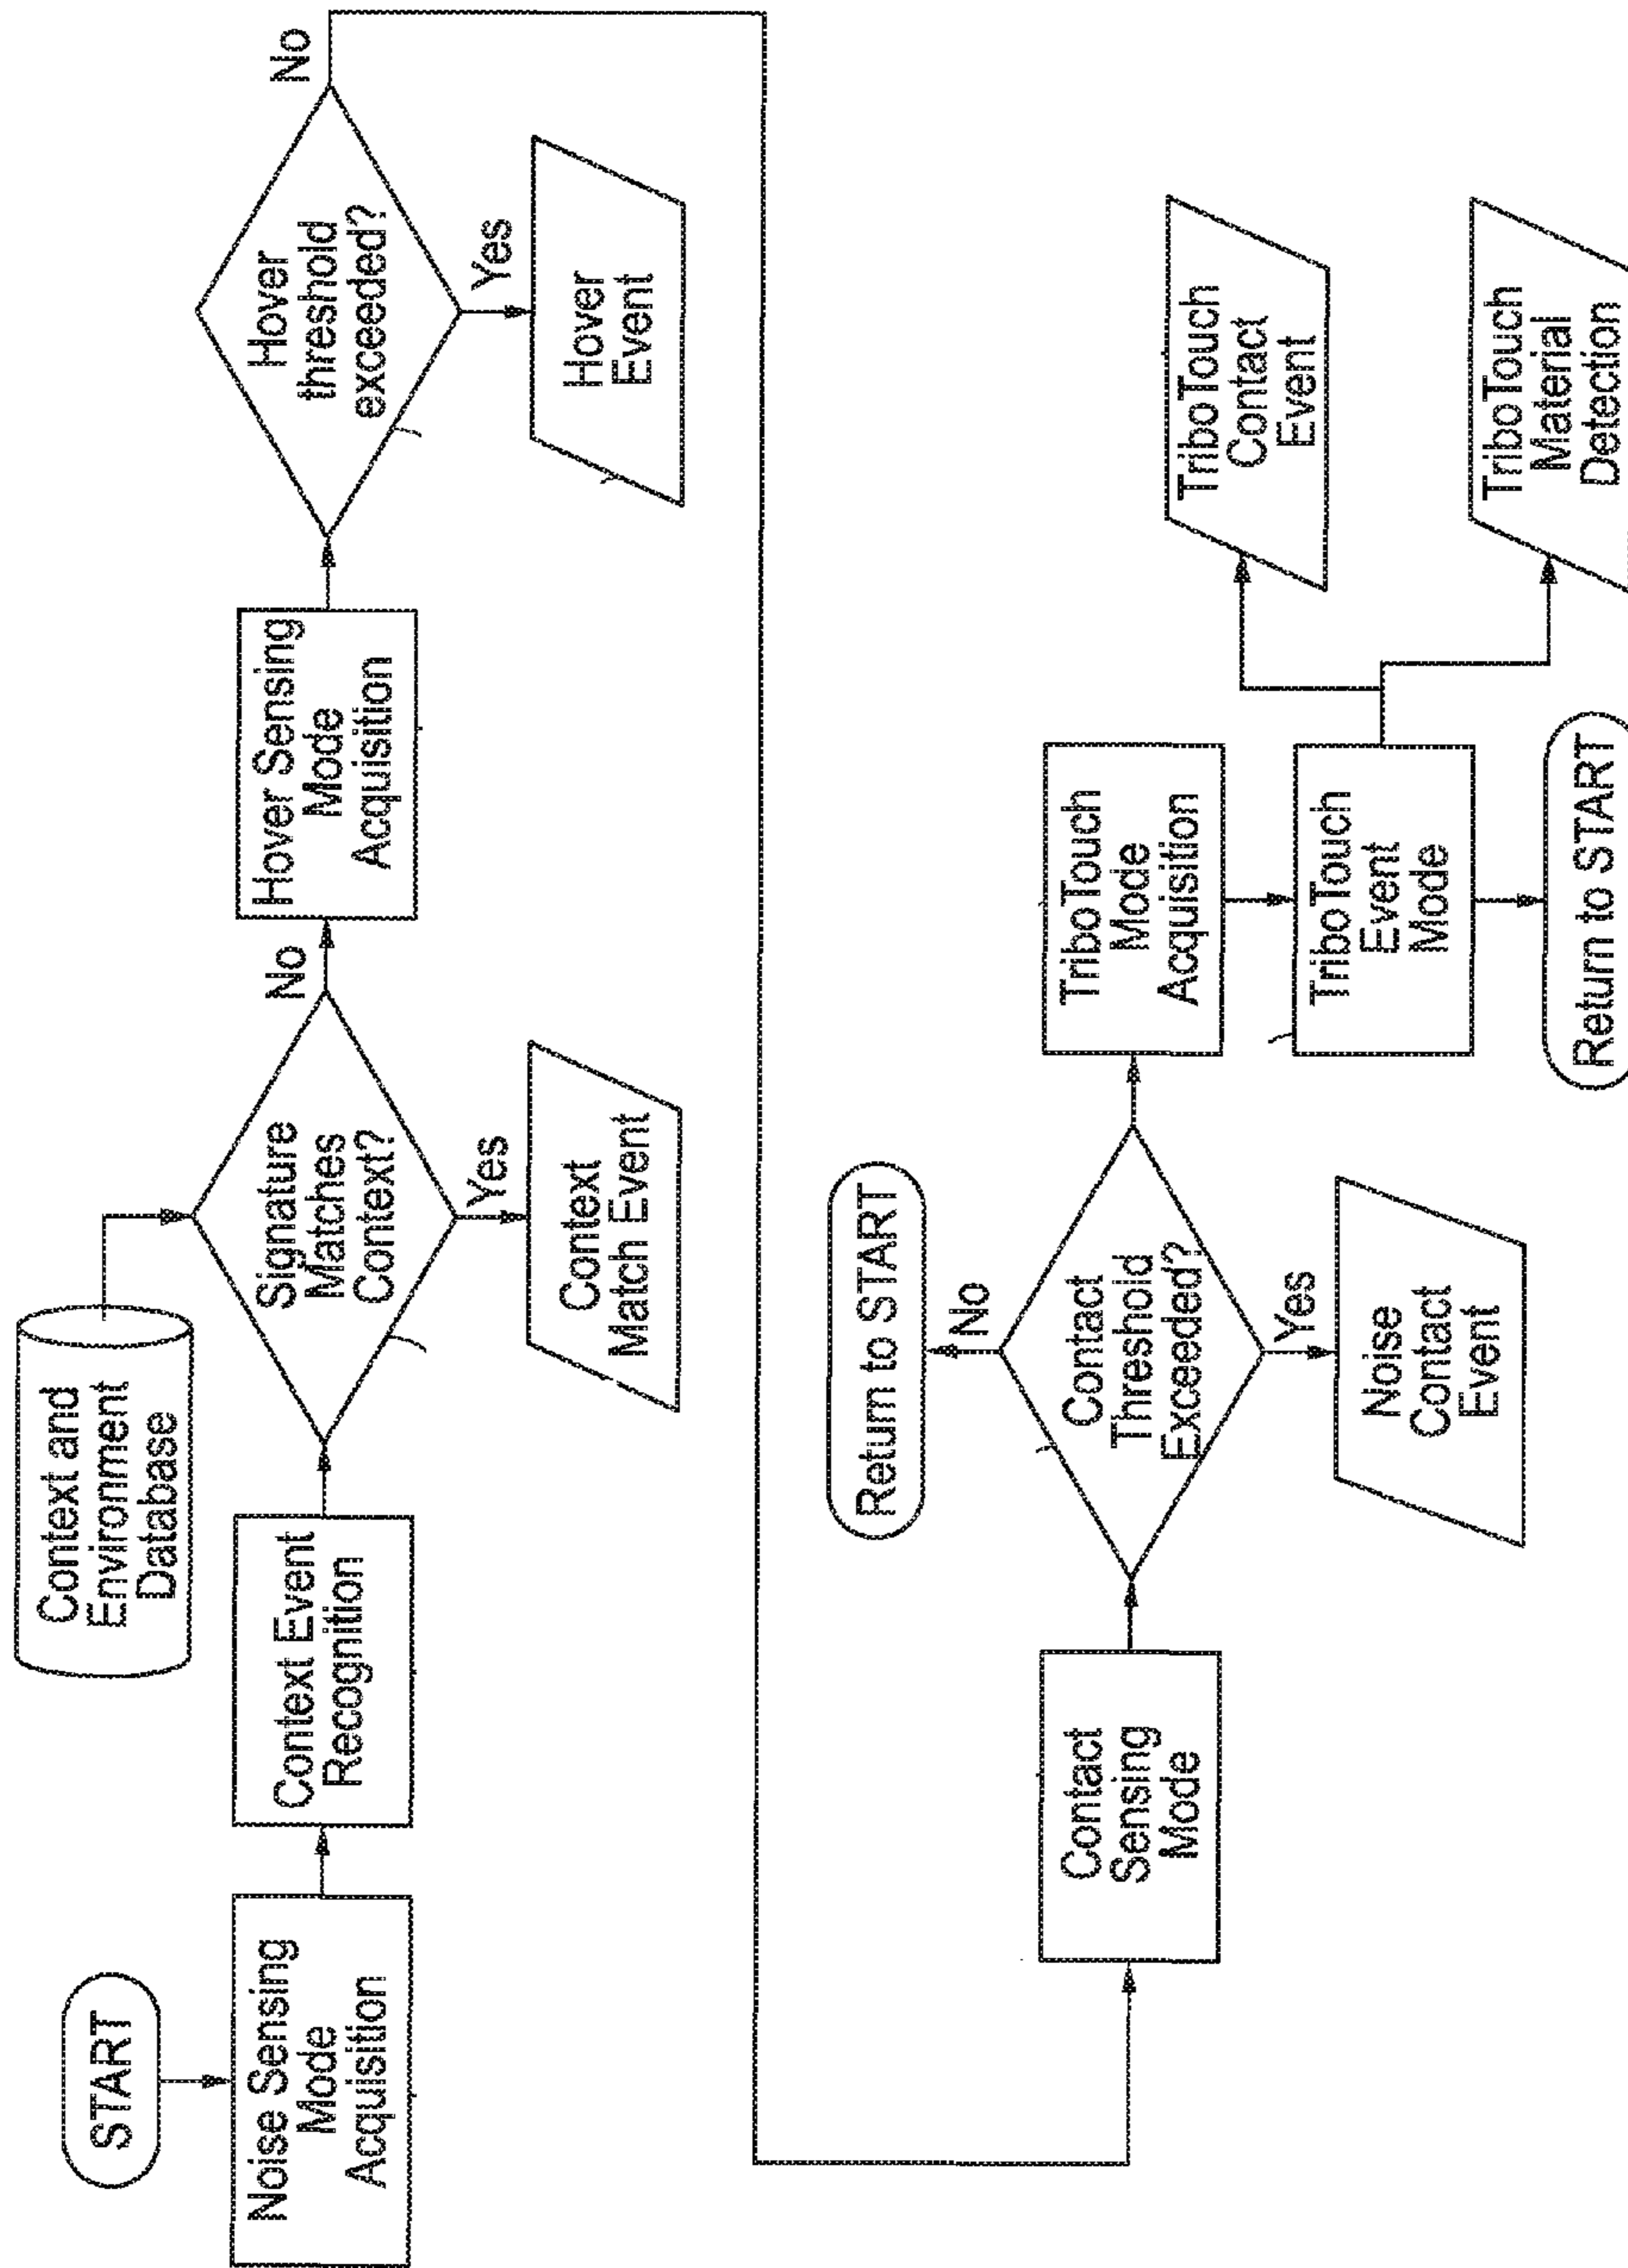 START
Noise Sensing
Mode
Acquisition
Context Event
Recognition
Context and
Environment
Database
Signature
Matches
Context?
Yes
No
Context
Match Event
Hover Sensing
Mode
Acquisition
Hover
threshold
exceeded?
Yes
No
Hover
Event
Contact
Sensing
Mode
Contact
Threshold
Exceeded?
No
Return to START
Yes
Noise
Contact
Event
TriboTouch
Mode
Acquisition
TriboTouch
Event
Mode
Return to START
TriboTouch
Contact
Event
TriboTouch
Material
Detection